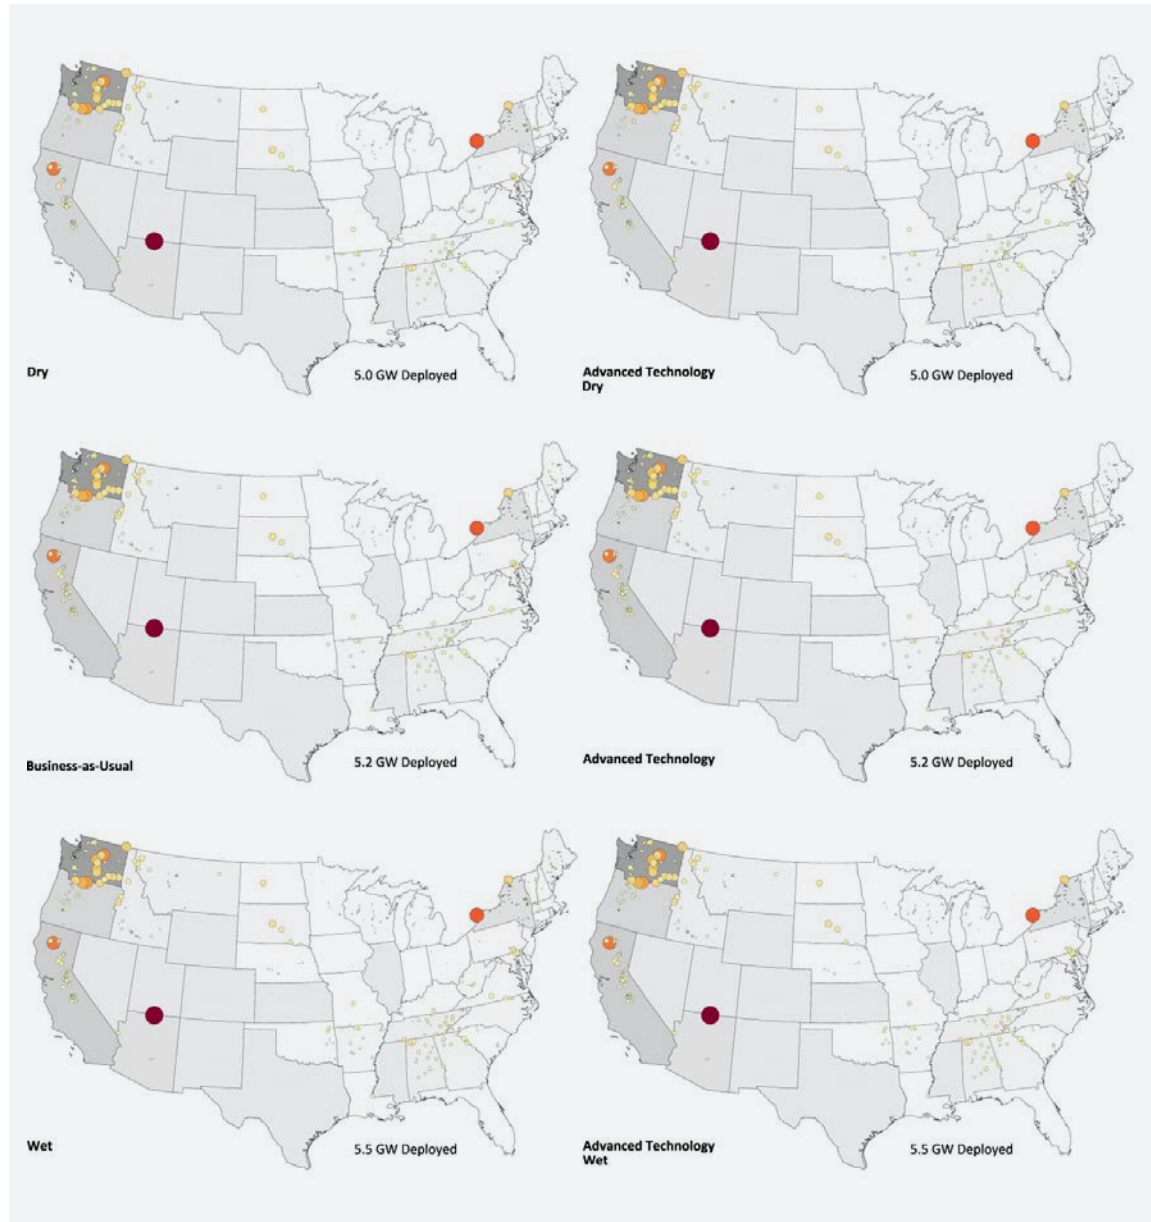 Dry
5.0 GW Deployed
Advanced Technology
Dry
5.0 GW Deployed
Business-as-Usual
5.2 GW Deployed
Advanced Technology
5.2 GW Deployed
Wet
5.5 GW Deployed
Advanced Technology
Wet
5.5 GW Deployed